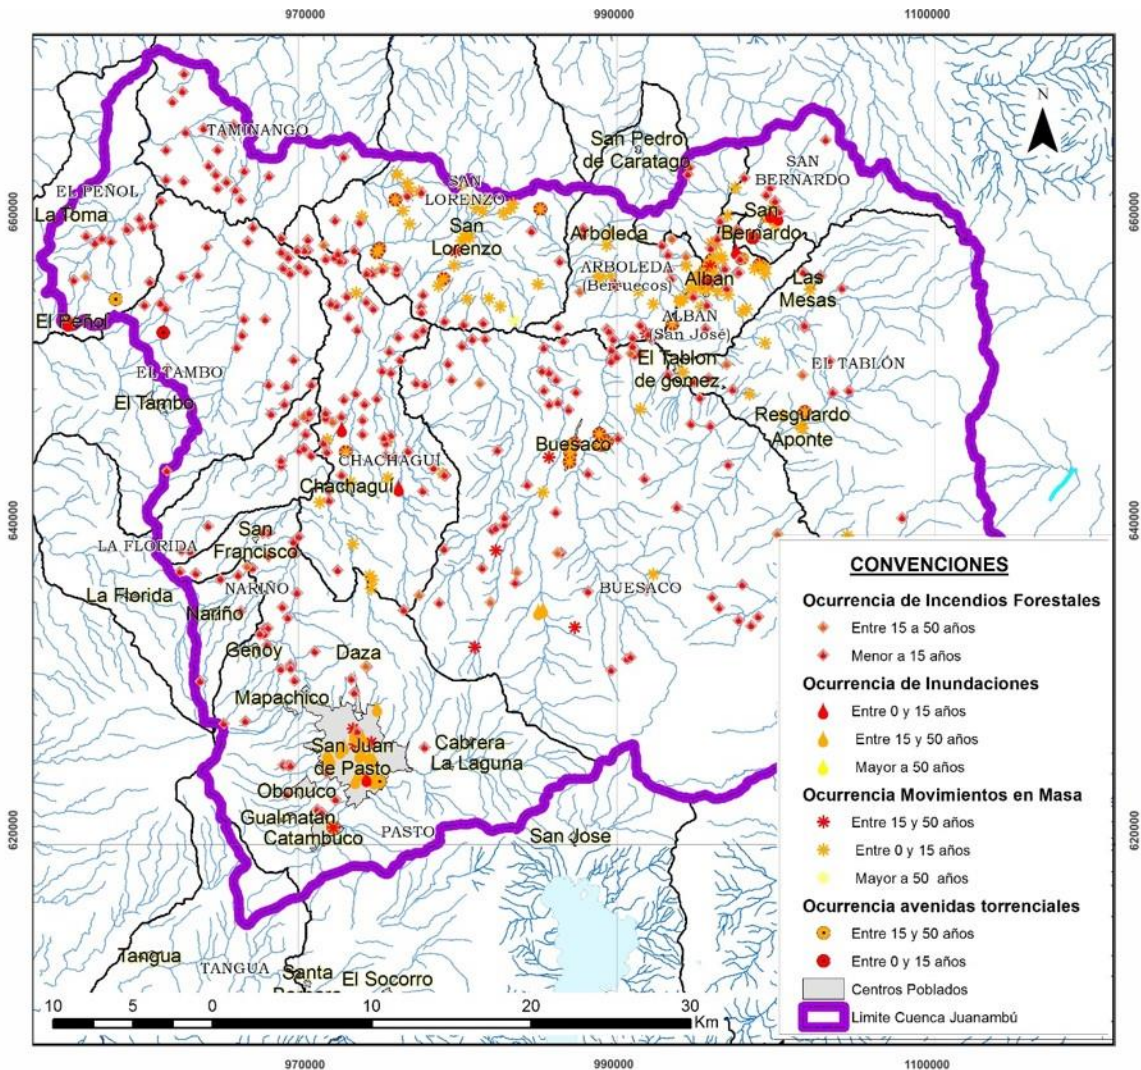 970000 990000 1100000
N
TAMINANGO
San Pedro
de Caratago
SAN
BERNARDO
EL PEÑOL
SAN
LORENZO
La Toma
660000
660000
San
Lorenzo
Arboleda
San
Bernardo
ARBOLEDA
(Berruecos)
Alban
Las
Mesas
El Peñol
ALBÁN
(San José)
EL TAMBO
El Tablon
de gomez
EL TABLÓN
El Tambo
Resguardo
Aponte
Buesaco
CHACHAGUÍ
Chachaguí
640000
640000
San
Francisco
LA FLORIDA
La Florida
NARIÑO
Nariño
BUESACO
Genoy
Daza
Mapachico
San Juan
de Pasto
Cabrera
La Laguna
Obonuco
Gualmatan
Catambuco
PASTO
San Jose
620000
620000
Tangua
TANGUA
Santa
El Socorro
10 5 0 10 20 30
Km
CONVENCIONES
Ocurrencia de Incendios Forestales
Entre 15 a 50 años
Menor a 15 años
Ocurrencia de Inundaciones
Entre 0 y 15 años
Entre 15 y 50 años
Mayor a 50 años
Ocurrencia Movimientos en Masa
Entre 15 y 50 años
Entre 0 y 15 años
Mayor a 50 años
Ocurrencia avenidas torrenciales
Entre 15 y 50 años
Entre 0 y 15 años
Centros Poblados
Limite Cuenca Juanambú
970000 990000 1100000